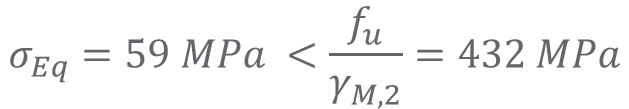 σ_Eq = 59 MPa < f_u / γ_M,2 = 432 MPa